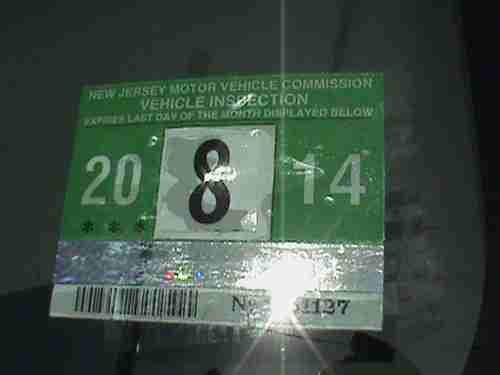 NEW JERSEY MOTOR VEHICLE COMMISSION
VEHICLE INSPECTION
EXPIRES LAST DAY OF THE MONTH DISPLAYED BELOW
20 8 14
* * *